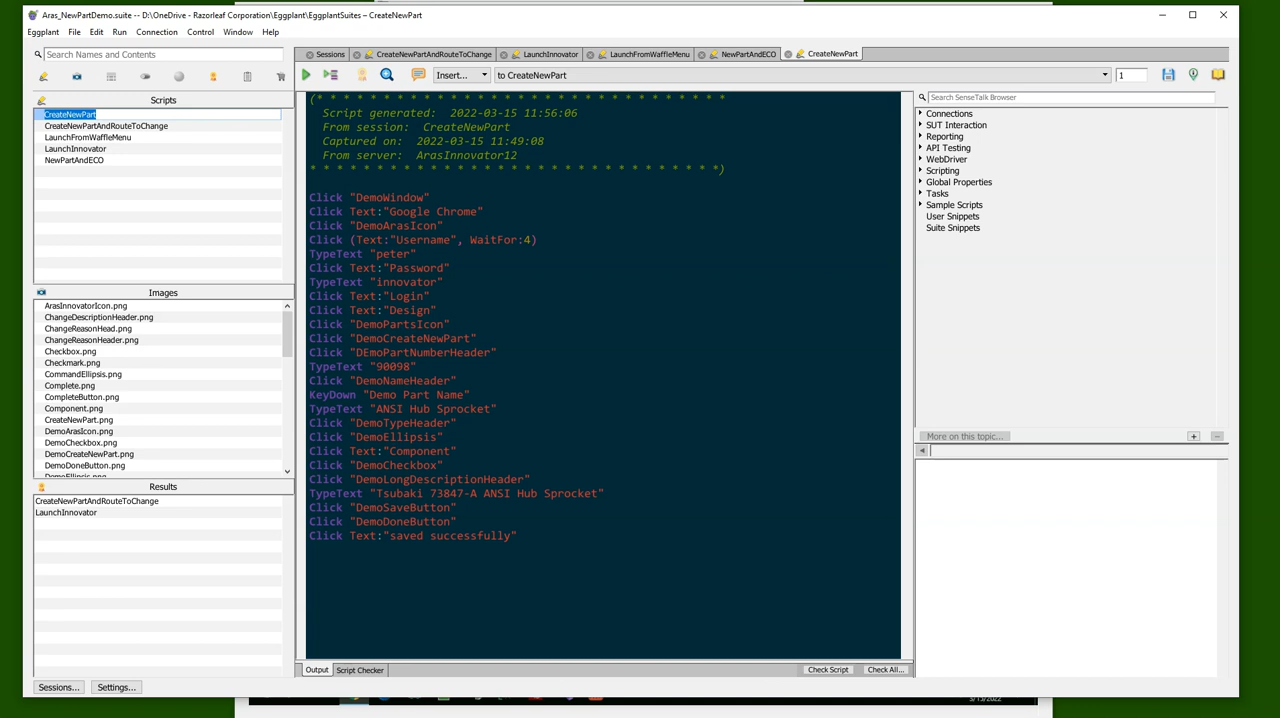 Aras_NewPartDemo.suite -- D:\OneDrive - Razorleaf Corporation\Eggplant\EggplantSuites – CreateNewPart
Eggplant File Edit Run Connection Control Window Help
Search Names and Contents
Scripts
CreateNewPart
CreateNewPartAndRouteToChange
LaunchFromWaffleMenu
LaunchInnovator
NewPartAndECO
Images
ArasInnovatorIcon.png
ChangeDescriptionHeader.png
ChangeReasonHead.png
ChangeReasonHeader.png
Checkbox.png
Checkmark.png
CommandEllipsis.png
Complete.png
CompleteButton.png
Component.png
CreateNewPart.png
DemoArasIcon.png
DemoCheckbox.png
DemoCreateNewPart.png
DemoDoneButton.png
DemoEllipsis.png
Results
CreateNewPartAndRouteToChange
LaunchInnovator
Sessions... Settings...
Sessions CreateNewPartAndRouteToChange LaunchInnovator LaunchFromWaffleMenu NewPartAndECO CreateNewPart
Insert... to CreateNewPart 1
(* * * * * * * * * * * * * * * * * * * * * * * * *
Script generated: 2022-03-15 11:56:06
From session: CreateNewPart
Captured on: 2022-03-15 11:49:08
From server: ArasInnovator12
* * * * * * * * * * * * * * * * * * * * * * * * *)
Click "DemoWindow"
Click Text:"Google Chrome"
Click "DemoArasIcon"
Click (Text:"Username", WaitFor:4)
TypeText "peter"
Click Text:"Password"
TypeText "innovator"
Click Text:"Login"
Click Text:"Design"
Click "DemoPartsIcon"
Click "DemoCreateNewPart"
Click "DEmoPartNumberHeader"
TypeText "90098"
Click "DemoNameHeader"
KeyDown "Demo Part Name"
TypeText "ANSI Hub Sprocket"
Click "DemoTypeHeader"
Click "DemoEllipsis"
Click Text:"Component"
Click "DemoCheckbox"
Click "DemoLongDescriptionHeader"
TypeText "Tsubaki 73847-A ANSI Hub Sprocket"
Click "DemoSaveButton"
Click "DemoDoneButton"
Click Text:"saved successfully"
Output Script Checker Check Script Check All...
Search SenseTalk Browser
Connections
SUT Interaction
Reporting
API Testing
WebDriver
Scripting
Global Properties
Tasks
Sample Scripts
User Snippets
Suite Snippets
More on this topic...
3/15/2022